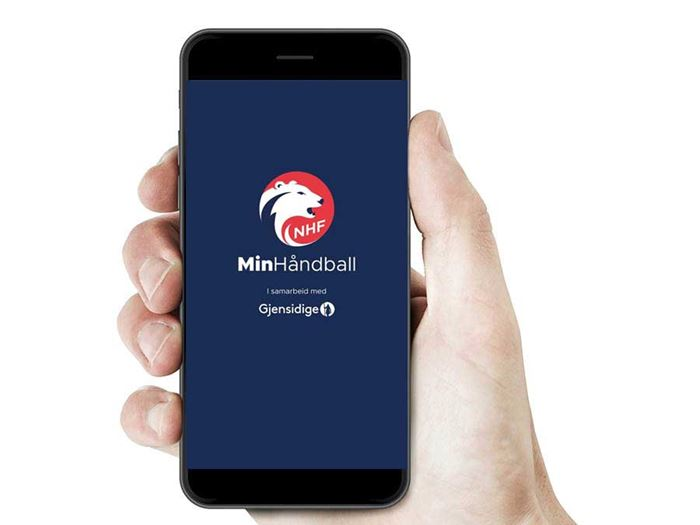 NHF
MinHåndball
I samarbeid med
Gjensidige